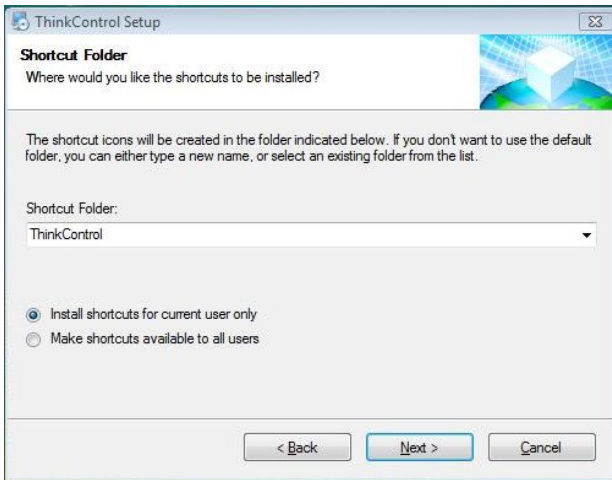 ThinkControl Setup
Shortcut Folder
Where would you like the shortcuts to be installed?
The shortcut icons will be created in the folder indicated below. If you don't want to use the default
folder, you can either type a new name, or select an existing folder from the list.
Shortcut Folder:
ThinkControl
Install shortcuts for current user only
Make shortcuts available to all users
< Back Next > Cancel